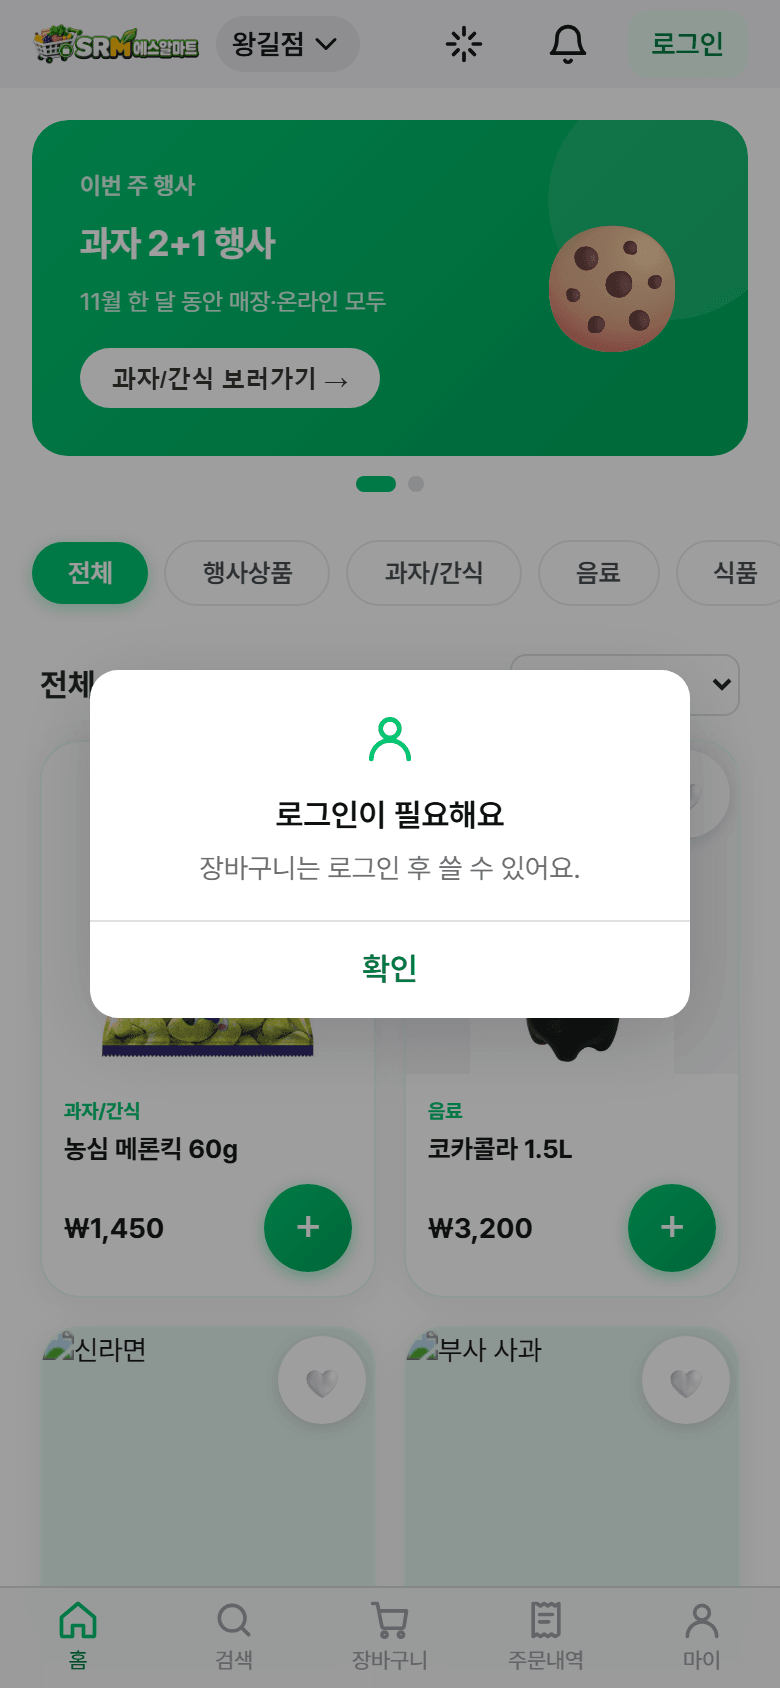 SRM에스알마트
왕길점
로그인
이번 주 행사
과자 2+1 행사
11월 한 달 동안 매장·온라인 모두
과자/간식 보러가기 →
전체
행사상품
과자/간식
음료
식품
전체
로그인이 필요해요
장바구니는 로그인 후 쓸 수 있어요.
확인
과자/간식
농심 메론킥 60g
₩1,450
+
음료
코카콜라 1.5L
₩3,200
+
신라면
부사 사과
홈
검색
장바구니
주문내역
마이